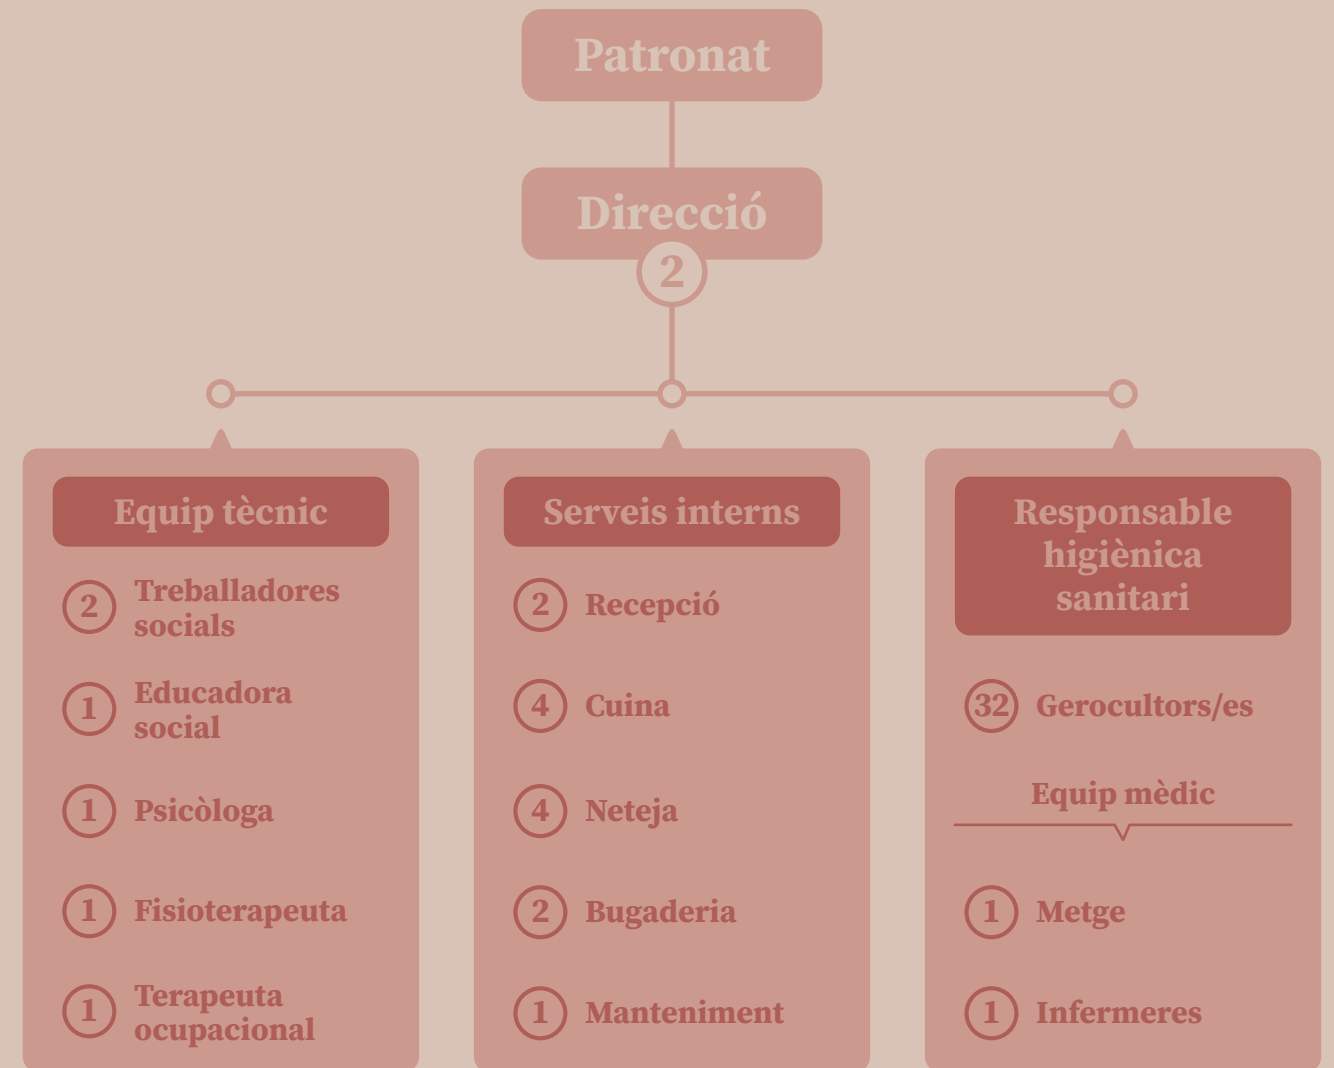 Patronat
Direcció
2
Equip tècnic
2 Treballadores
socials
1 Educadora
social
1 Psicòloga
1 Fisioterapeuta
1 Terapeuta
ocupacional
Serveis interns
2 Recepció
4 Cuina
4 Neteja
2 Bugaderia
1 Manteniment
Responsable
higiènica
sanitari
32 Gerocultors/es
Equip mèdic
1 Metge
1 Infermeres